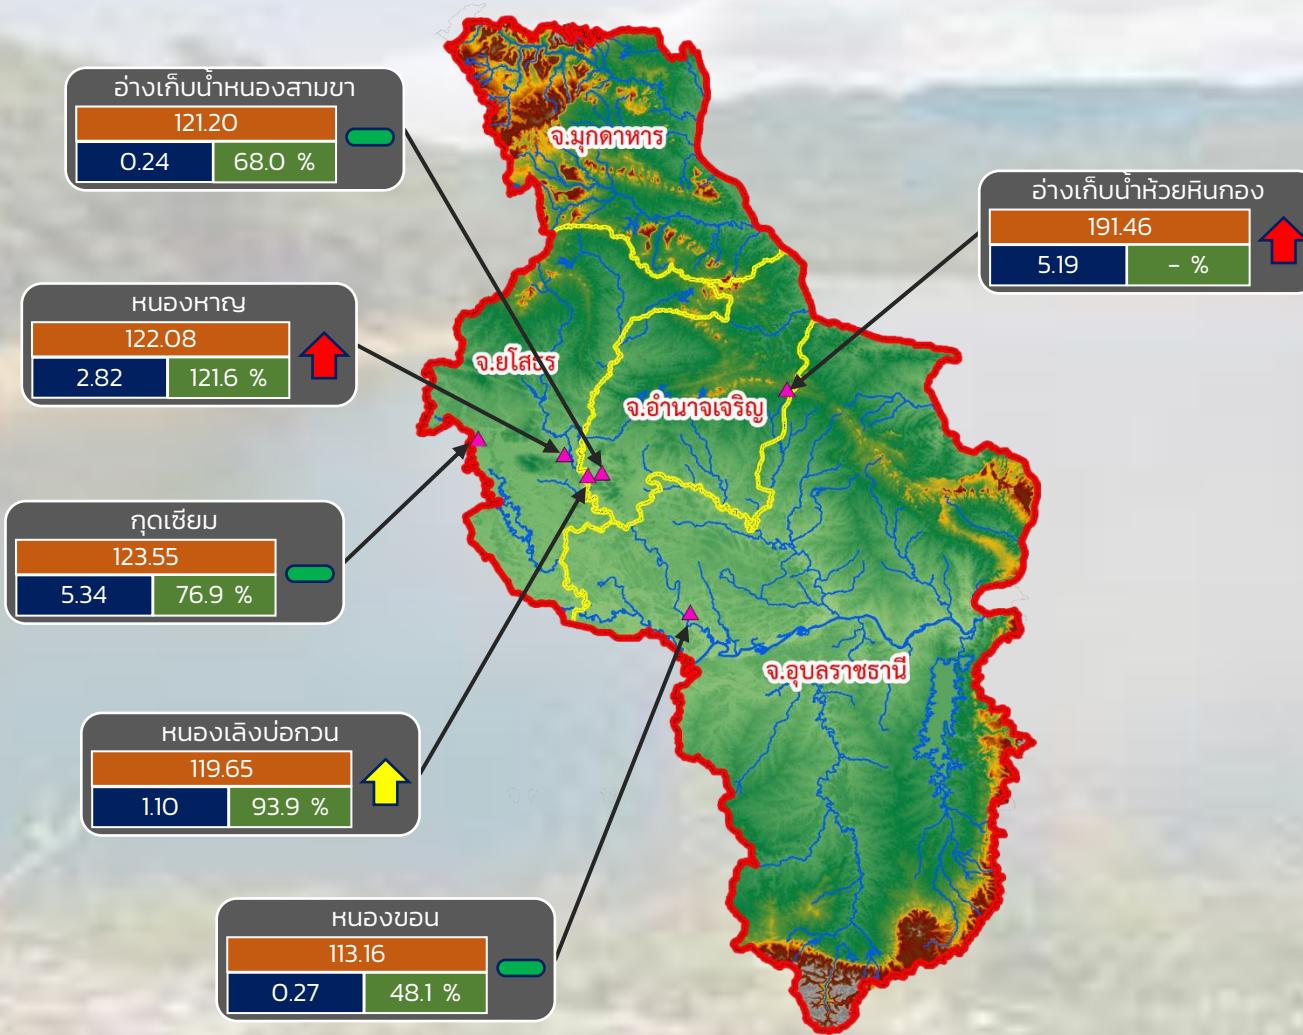 อ่างเก็บน้ำหนองสามขา
121.20
0.24 68.0 %
จ.มุกดาหาร
อ่างเก็บน้ำห้วยหินกอง
191.46
5.19 - %
หนองหาญ
122.08
2.82 121.6 %
จ.ยโสธร
จ.อำนาจเจริญ
กุดเซียม
123.55
5.34 76.9 %
จ.อุบลราชธานี
หนองเลิงบ่อกวน
119.65
1.10 93.9 %
หนองขอน
113.16
0.27 48.1 %